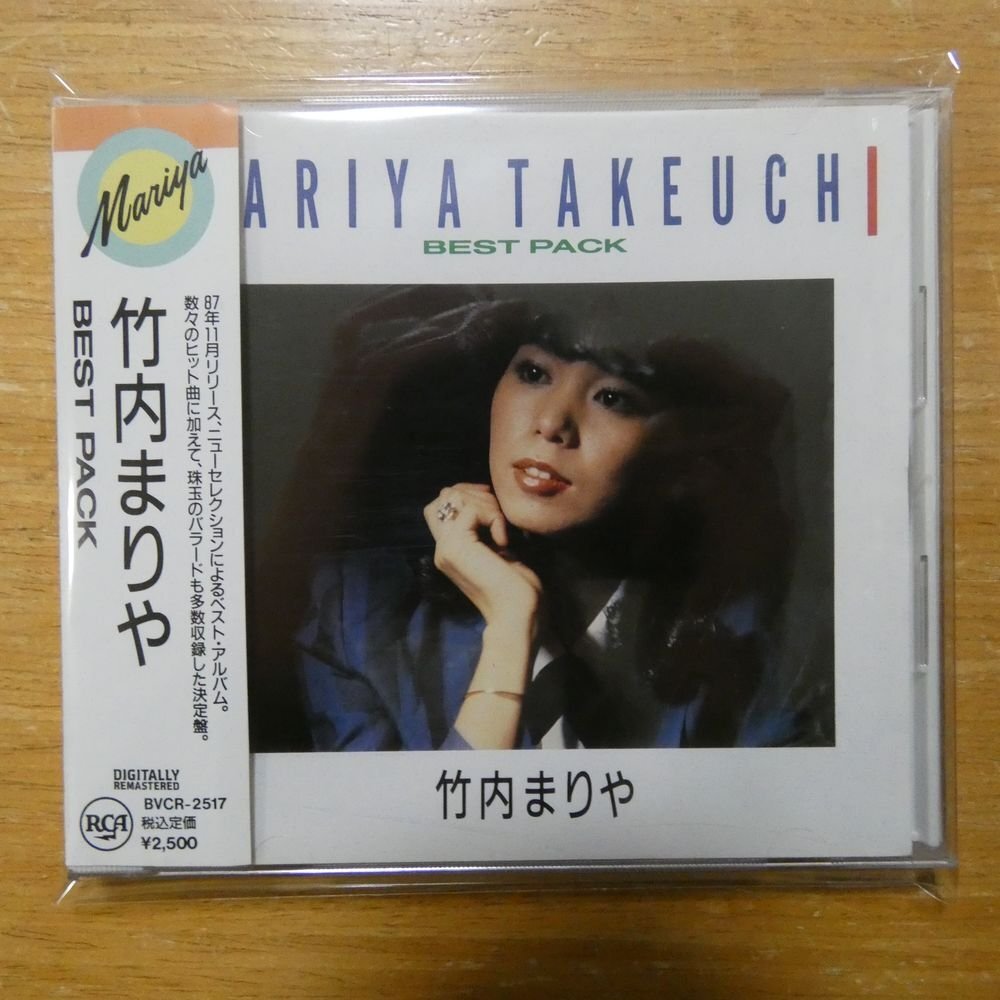 Mariya
竹内まりや
BEST PACK
87年11月リリース、ニューセレクションによるベスト・アルバム。
数々のヒット曲に加えて、珠玉のバラードも多数収録した決定盤。
DIGITALLY
REMASTERED
RCA
BVCR-2517
税込定価
¥2,500
ARIYA TAKEUCHI
BEST PACK
竹内まりや